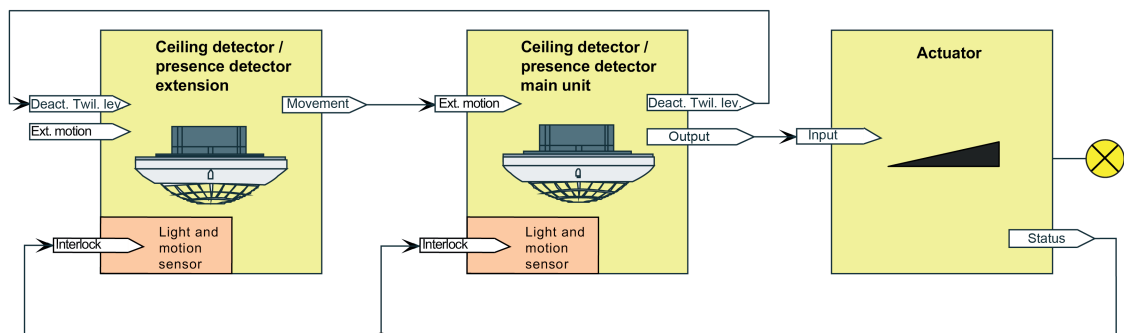 Ceiling detector /
presence detector
extension
Deact. Twil. lev.
Ext. motion
Movement
Interlock
Light and
motion
sensor
Ceiling detector /
presence detector
main unit
Ext. motion
Deact. Twil. lev.
Output
Interlock
Light and
motion
sensor
Actuator
Input
Status